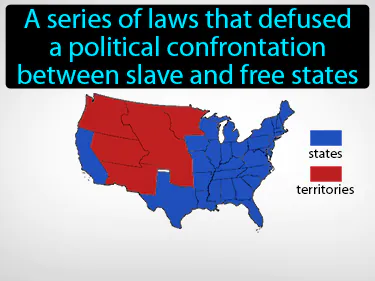 A series of laws that defused
a political confrontation
between slave and free states
states
territories